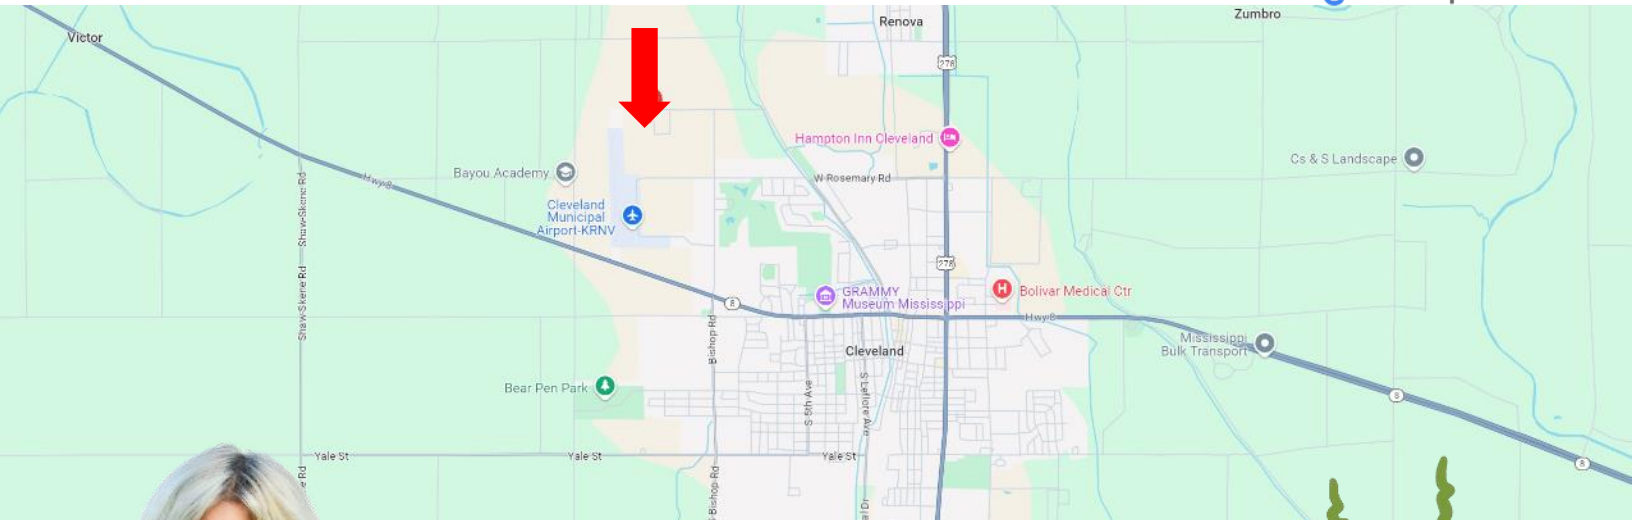 Renova
Zumbro
Victor
278
Hampton Inn Cleveland
Cs & S Landscape
Bayou Academy
W Rosemary Rd
Hwy 8
Shaw-Skene Rd
Cleveland
Municipal
Airport-KRNV
278
Shaw-Skene Rd
GRAMMY
Museum Mississippi
Bolivar Medical Ctr
8
Hwy 8
Bishop Rd
Mississippi
Bulk Transport
Cleveland
Bear Pen Park
S 5th Ave
S Leflore Ave
8
Yale St
Yale St
Yale St
8
S Bishop Rd